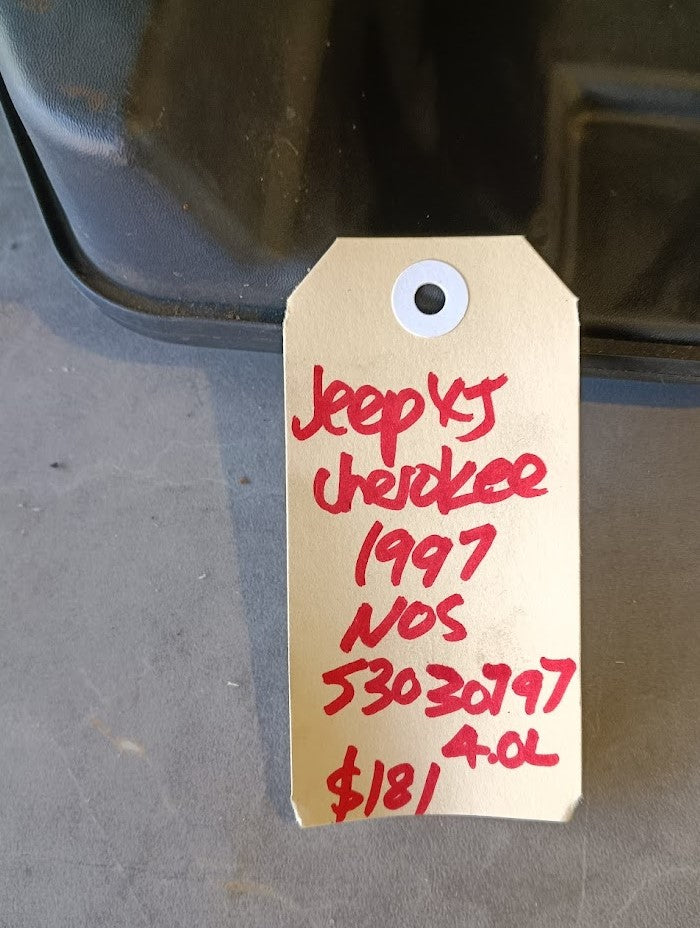 Jeep XJ
Cherokee
1997
NOS
53030797
4.0L
$181